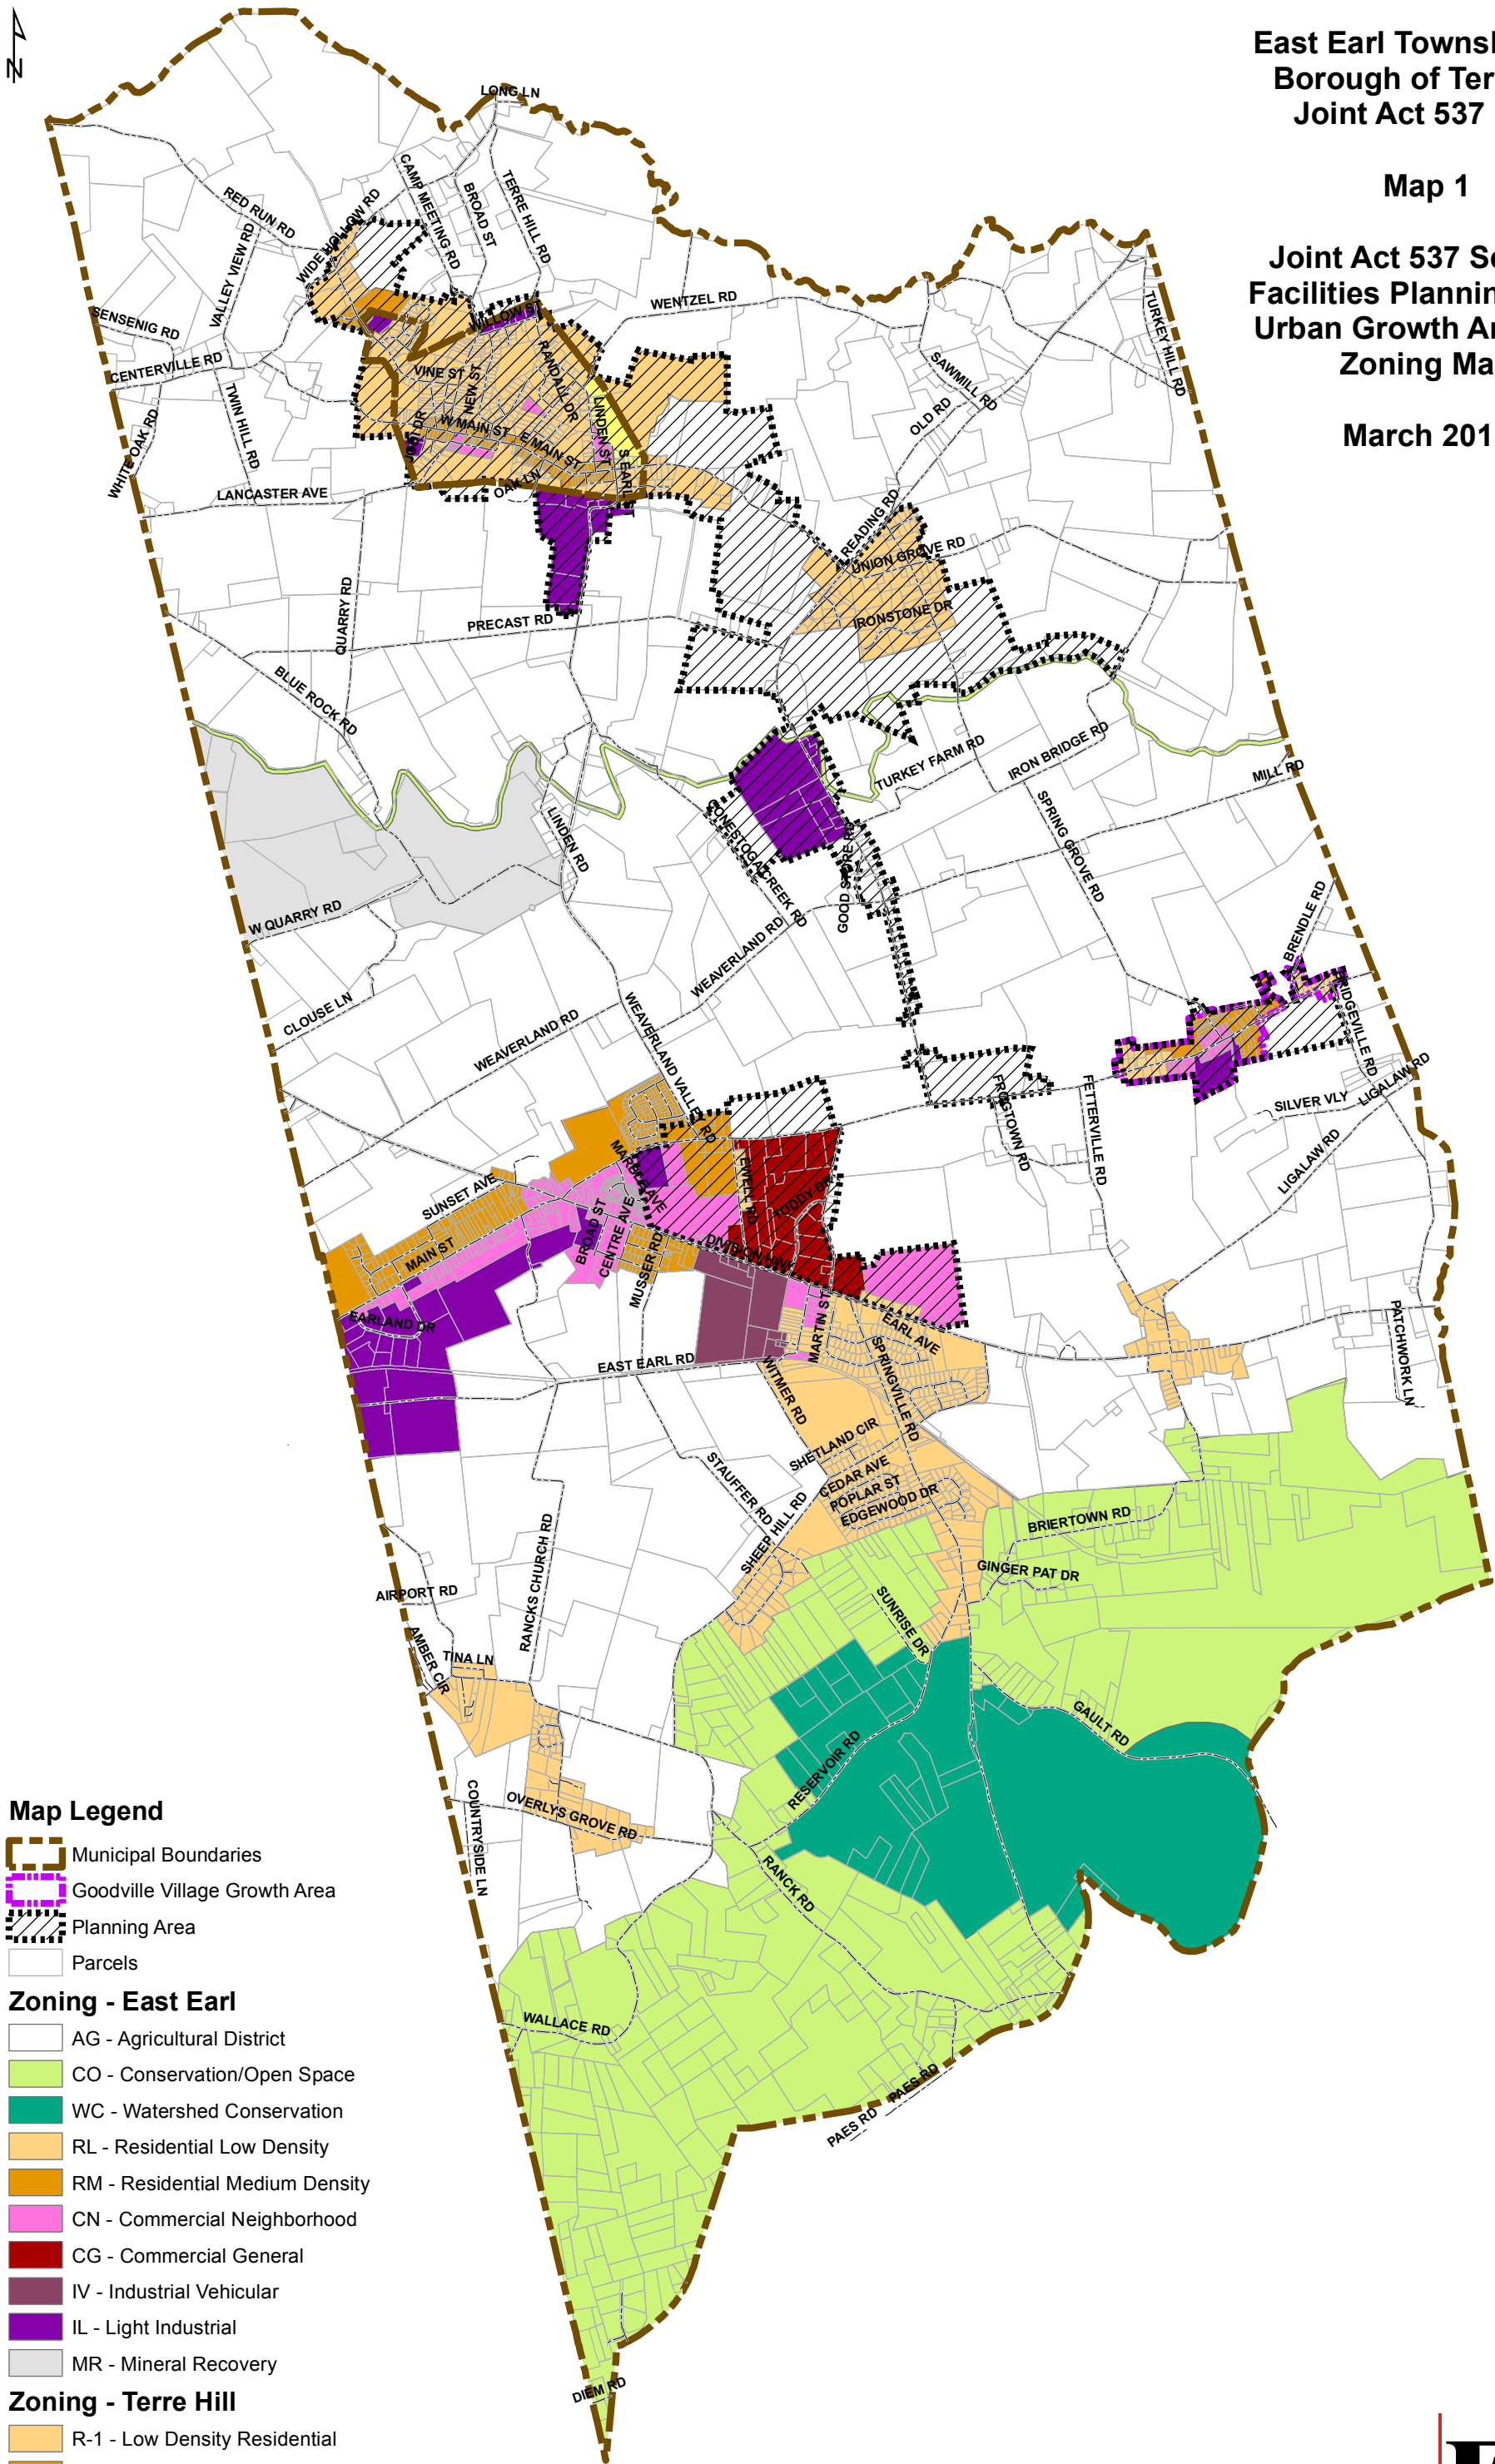 N
East Earl Towns
Borough of Ter
Joint Act 537
Map 1
Joint Act 537 Se
Facilities Plannin
Urban Growth Ar
Zoning Ma
March 201
LONG LN
CAMP MEETING RD
BROAD ST
TERRE HILL RD
RED RUN RD
WIDE HOLLOW RD
VALLEY VIEW RD
WENTZEL RD
TURKEY HILL RD
SENSENIG RD
WILLOW ST
CENTERVILLE RD
VINE ST
NEW ST
RANDALL DR
SAWMILL RD
OLD RD
TWIN HILL RD
WHITE OAK RD
LINDEN ST
W MAIN ST
E MAIN ST
S EARL ST
OAK LN
LANCASTER AVE
READING RD
UNION GROVE RD
QUARRY RD
IRONSTONE DR
PRECAST RD
BLUE ROCK RD
TURKEY FARM RD
IRON BRIDGE RD
MILL RD
LINDEN RD
CONESTOGA CREEK RD
GOOD STORE RD
SPRING GROVE RD
W QUARRY RD
BRENDLE RD
WEAVERLAND RD
CLOUSE LN
WEAVERLAND RD
WEAVERLAND VALLEY RD
BRIDGEVILLE RD
FROGTOWN RD
FETTERVILLE RD
SILVER VLY
LIGALAW RD
LIGALAW RD
MARBLE AVE
EWELL RD
TODDY DR
SUNSET AVE
MAIN ST
BROAD ST
CENTRE AVE
MUSSER RD
DIVISION HWY
EARLAND DR
MARTIN ST
EARL AVE
PATCHWORK LN
EAST EARL RD
WITMER RD
SPRINGVILLE RD
SHETLAND CIR
CEDAR AVE
POPLAR ST
EDGEWOOD DR
STAUFFER RD
SHEEP HILL RD
BRIERTOWN RD
RANCKS CHURCH RD
GINGER PAT DR
AIRPORT RD
SUNRISE DR
AMBER CIR
TINA LN
GAULT RD
RESERVOIR RD
COUNTRYSIDE LN
OVERLYS GROVE RD
RANCK RD
WALLACE RD
PAES RD
PAES RD
DIEM RD
Map Legend
Municipal Boundaries
Goodville Village Growth Area
Planning Area
Parcels
Zoning - East Earl
AG - Agricultural District
CO - Conservation/Open Space
WC - Watershed Conservation
RL - Residential Low Density
RM - Residential Medium Density
CN - Commercial Neighborhood
CG - Commercial General
IV - Industrial Vehicular
IL - Light Industrial
MR - Mineral Recovery
Zoning - Terre Hill
R-1 - Low Density Residential